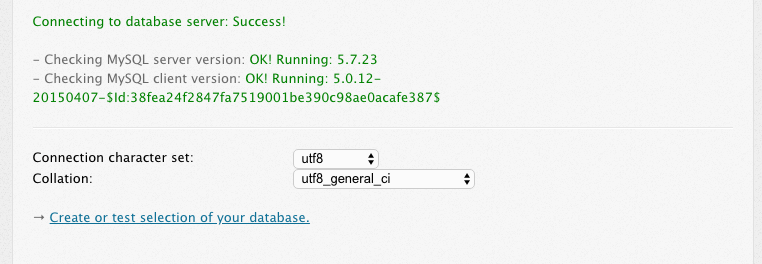 Connecting to database server: Success!
– Checking MySQL server version: OK! Running: 5.7.23
– Checking MySQL client version: OK! Running: 5.0.12-
20150407-$Id:38fea24f2847fa7519001be390c98ae0acafe387$
Connection character set: utf8
Collation: utf8_general_ci
→ Create or test selection of your database.